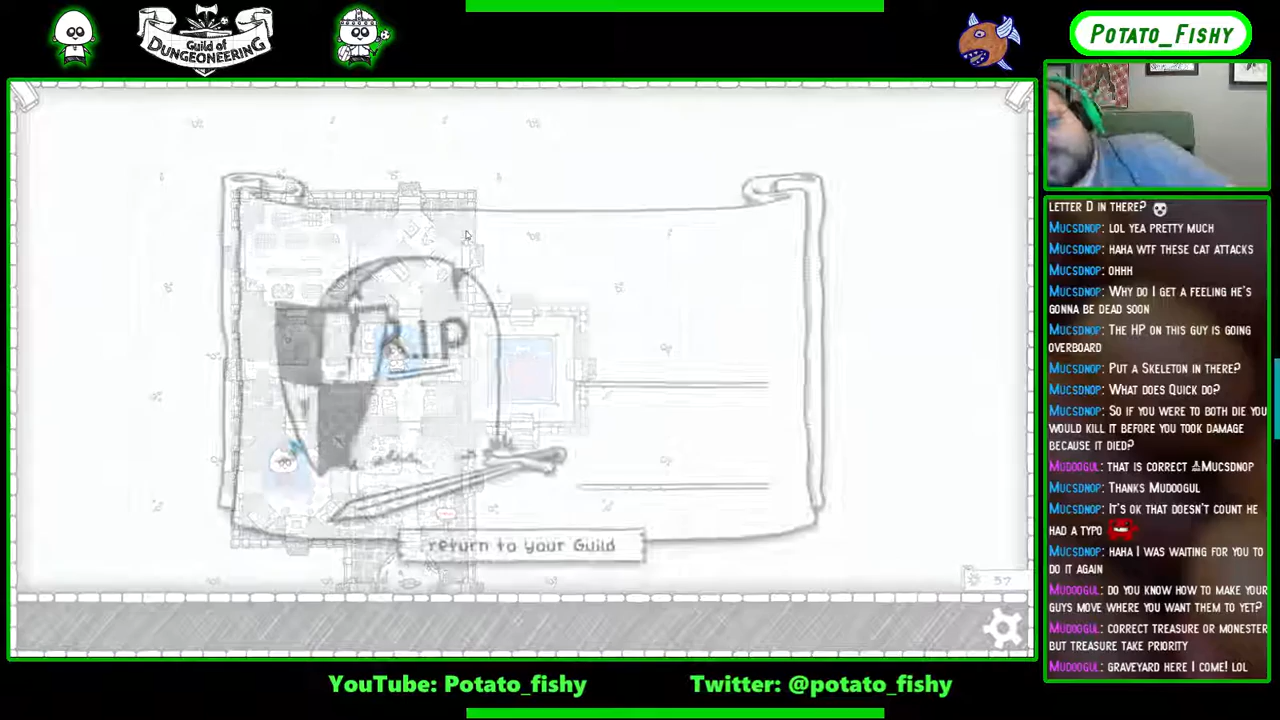 Guild of
DUNGEONEERING
POTATO_FISHY
LETTER D IN THERE?
MUCSDNOP: LOL YEA PRETTY MUCH
MUCSDNOP: HAHA WTF THESE CAT ATTACKS
MUCSDNOP: OHHH
MUCSDNOP: WHY DO I GET A FEELING HE'S
GONNA BE DEAD SOON
MUCSDNOP: THE HP ON THIS GUY IS GOING
OVERBOARD
MUCSDNOP: PUT A SKELETON IN THERE?
MUCSDNOP: WHAT DOES QUICK DO?
MUCSDNOP: SO IF YOU WERE TO BOTH DIE YOU
WOULD KILL IT BEFORE YOU TOOK DAMAGE
BECAUSE IT DIED?
MUDOOGUL: THAT IS CORRECT MUCSDNOP
MUCSDNOP: THANKS MUDOOGUL
MUCSDNOP: IT'S OK THAT DOESN'T COUNT HE
HAD A TYPO
MUCSDNOP: HAHA I WAS WAITING FOR YOU TO
DO IT AGAIN
MUDOOGUL: DO YOU KNOW HOW TO MAKE YOUR
GUYS MOVE WHERE YOU WANT THEM TO YET?
MUDOOGUL: CORRECT TREASURE OR MONESTER
BUT TREASURE TAKE PRIORITY
MUDOOGUL: GRAVEYARD HERE I COME! LOL
R.I.P
return to your Guild
57
YouTube: Potato_fishy
Twitter: @potato_fishy